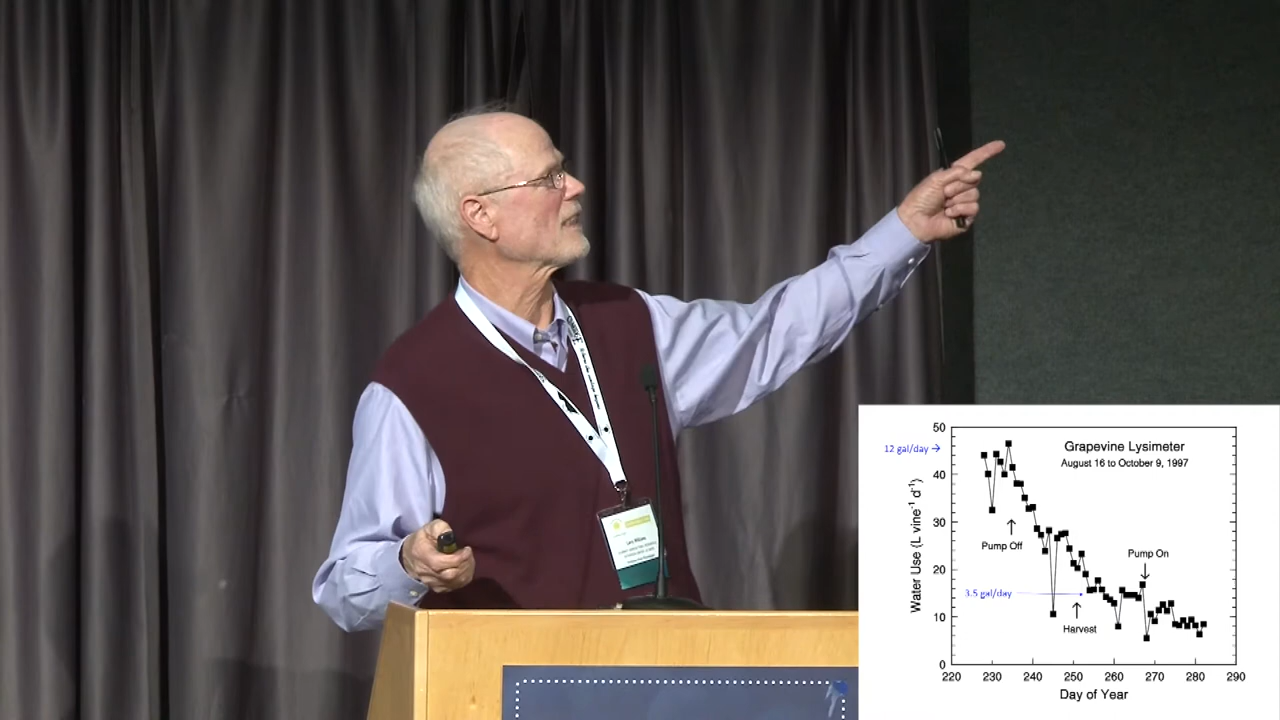 Larry Williams
Grapevine Lysimeter
August 16 to October 9, 1997
12 gal/day →
3.5 gal/day
Pump Off
Pump On
Harvest
Water Use (L vine⁻¹ d⁻¹)
50
40
30
20
10
0
220 230 240 250 260 270 280 290
Day of Year